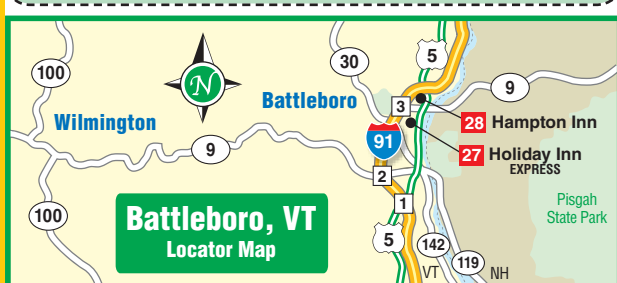 5
100
30
9
N
Battleboro
3
28 Hampton Inn
Wilmington
91
27 Holiday Inn
EXPRESS
9
2
Pisgah
State Park
100
Battleboro, VT
Locator Map
1
5
142
119
VT
NH